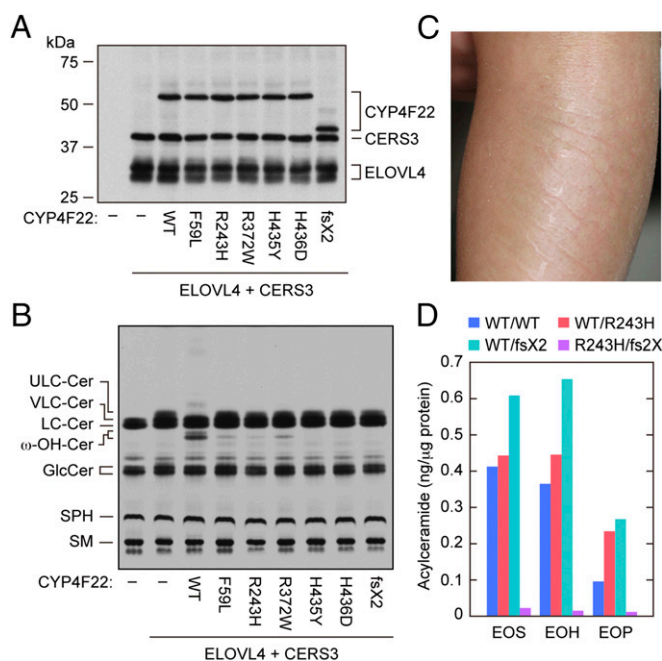 A
kDa
75
50
37
25
CYP4F22
CERS3
ELOVL4
CYP4F22: – – WT F59L R243H R372W H435Y H436D fsX2
ELOVL4 + CERS3
B
ULC-Cer
VLC-Cer
LC-Cer
ω-OH-Cer
GlcCer
SPH
SM
CYP4F22: – – WT F59L R243H R372W H435Y H436D fsX2
ELOVL4 + CERS3
C
D
WT/WT WT/R243H
WT/fsX2 R243H/fs2X
Acylceramide (ng/μg protein)
0.7
0.6
0.5
0.4
0.3
0.2
0.1
0
EOS EOH EOP